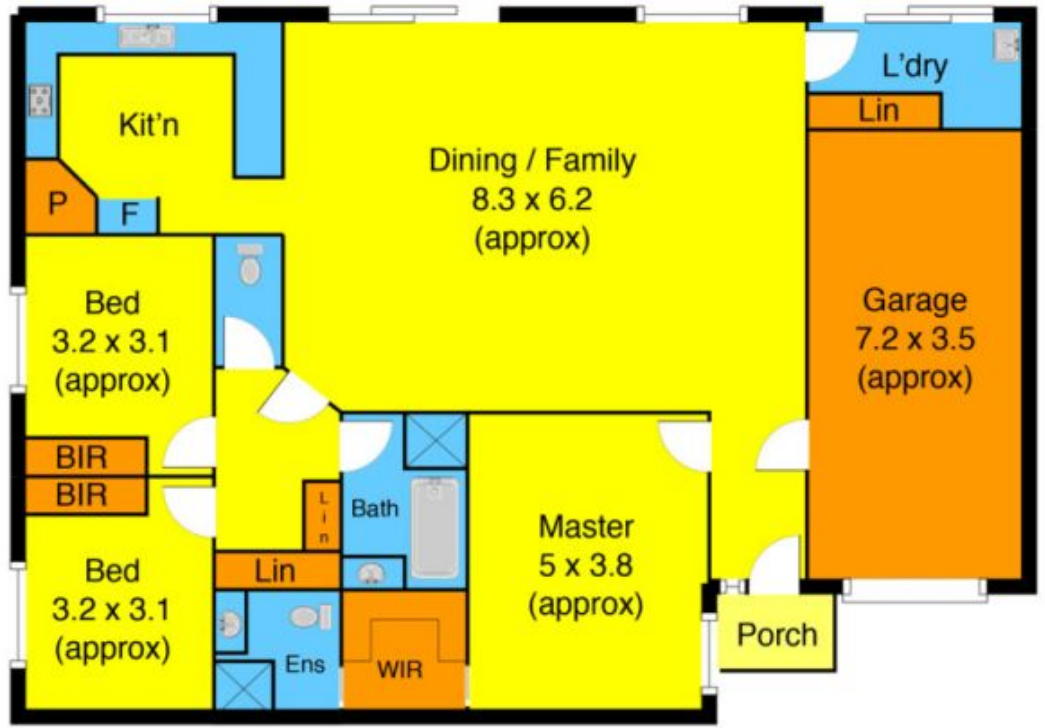 L'dry
Lin
Kit'n
Dining / Family
8.3 x 6.2
(approx)
P
F
Bed
3.2 x 3.1
(approx)
Garage
7.2 x 3.5
(approx)
BIR
BIR
Lin
Bath
Master
5 x 3.8
(approx)
Bed
3.2 x 3.1
(approx)
Lin
Porch
Ens
WIR